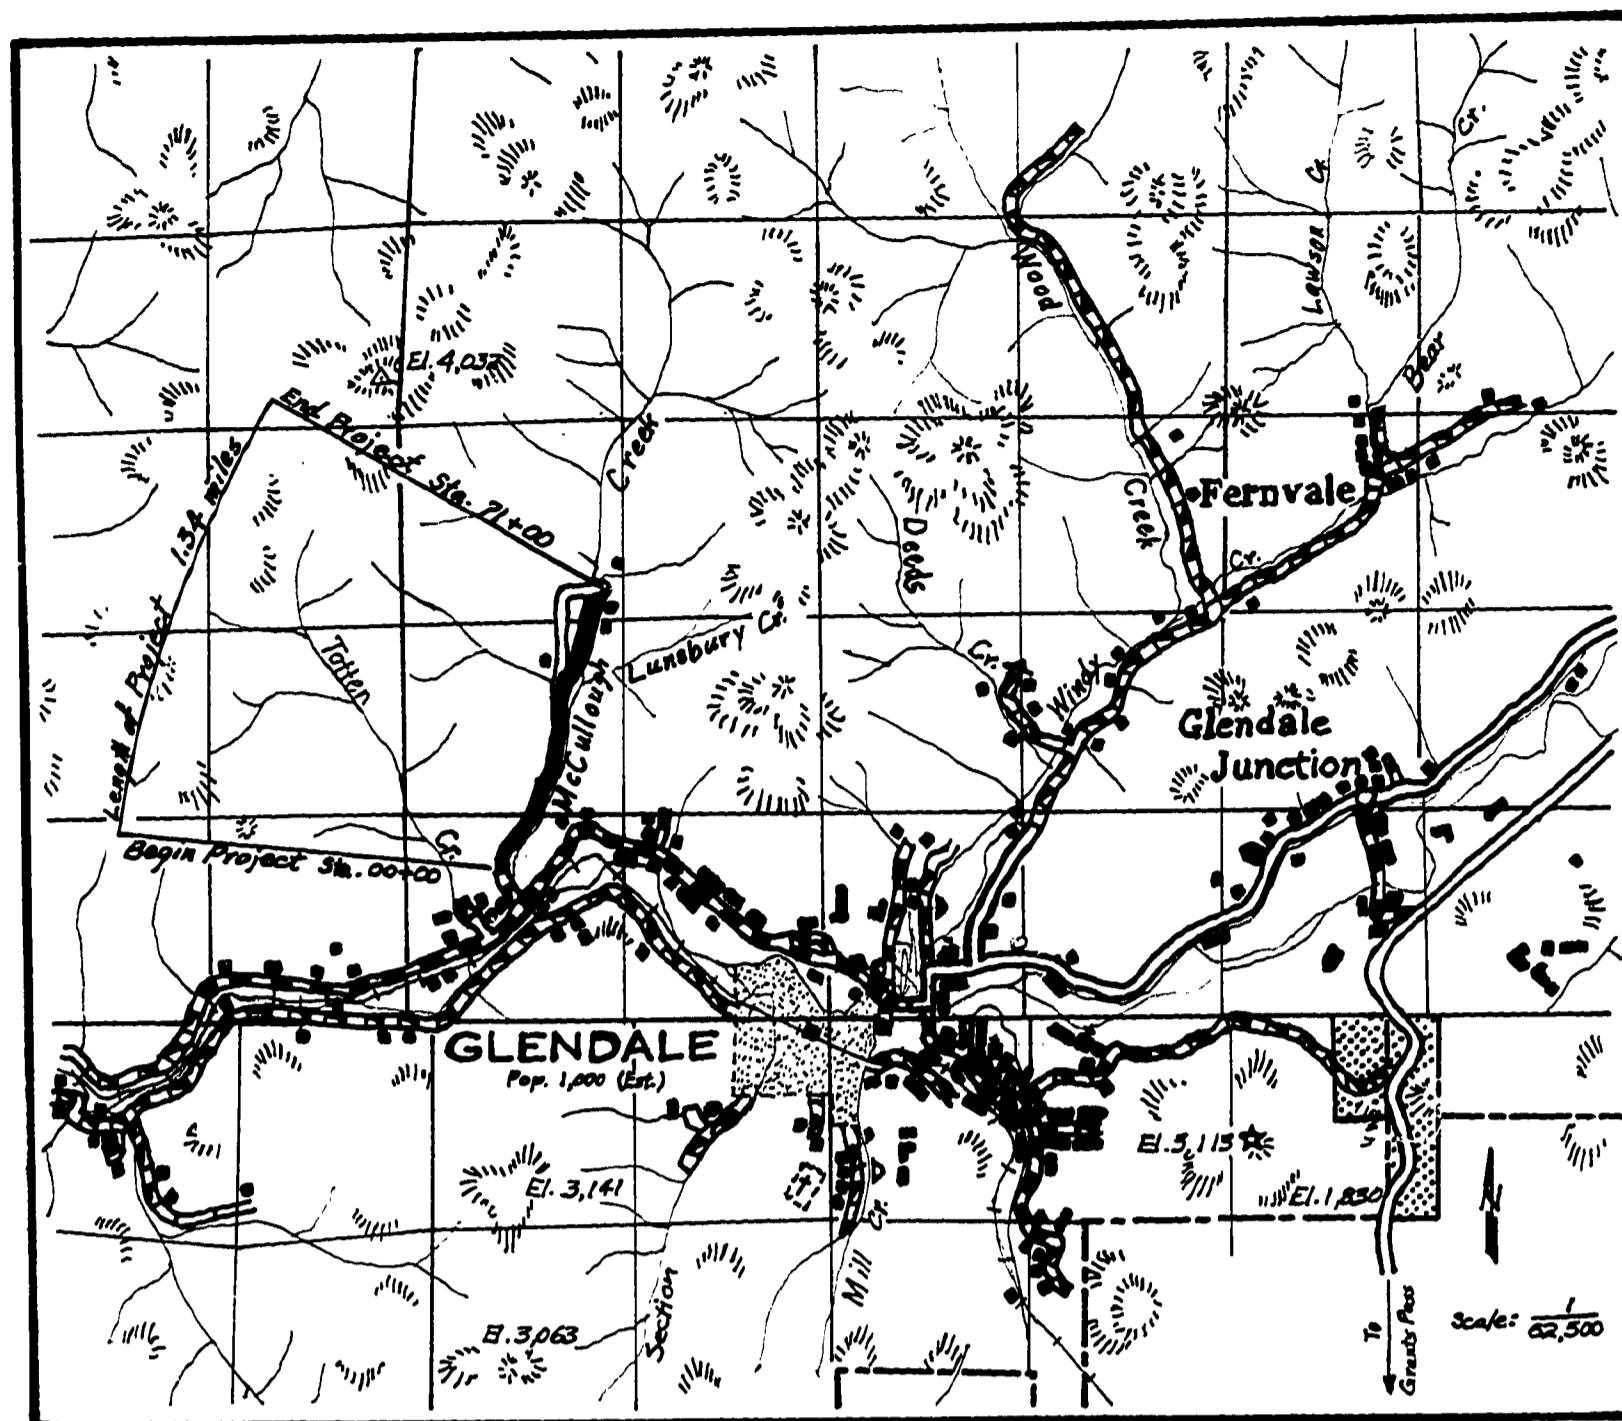 Lawson Cr.
Cr.
Wood
El. 4,037
Bear
End Project Sta. 71+00
Creek
1.34 miles
Length of Project
Creek
Fernvale
Deeds
Cr.
Totten
Lunsbury Cr.
Cr.
Windy
McCullough
Glendale
Junction
Begin Project Sta. 00+00
Cr.
GLENDALE
Pop. 1,000 (Est.)
El. 3,113
El. 3,141
El. 1,830
Mill Cr.
Section
El. 3,063
To
Grants Pass
Scale: 1
62,500